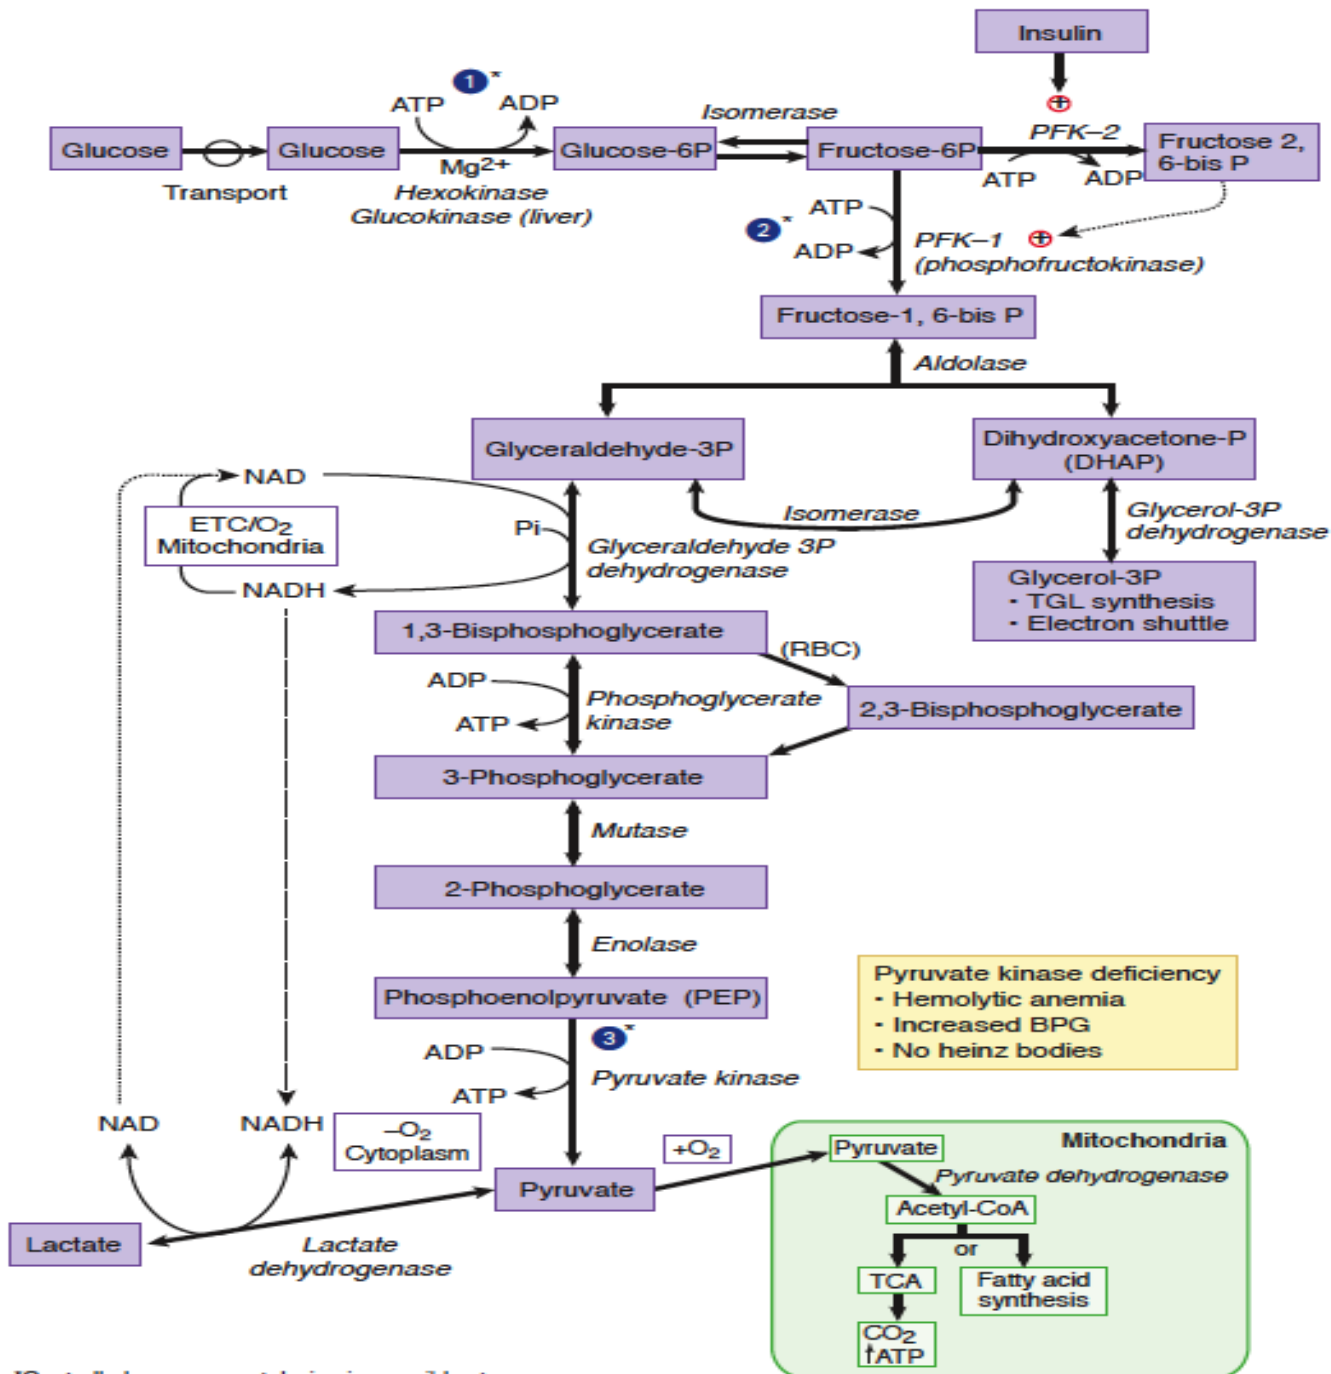 Insulin
1*
ATP
ADP
Isomerase
PFK–2
Glucose
Glucose
Glucose-6P
Fructose-6P
Fructose 2,
6-bis P
Mg2+
Transport
Hexokinase
Glucokinase (liver)
ATP
ADP
ATP
2*
ADP
PFK–1
(phosphofructokinase)
Fructose-1, 6-bis P
Aldolase
Glyceraldehyde-3P
Dihydroxyacetone-P
(DHAP)
NAD
ETC/O2
Mitochondria
Pi
Isomerase
Glycerol-3P
dehydrogenase
Glyceraldehyde 3P
dehydrogenase
NADH
Glycerol-3P
• TGL synthesis
• Electron shuttle
1,3-Bisphosphoglycerate
(RBC)
ADP
ATP
Phosphoglycerate
kinase
2,3-Bisphosphoglycerate
3-Phosphoglycerate
Mutase
2-Phosphoglycerate
Enolase
Phosphoenolpyruvate (PEP)
Pyruvate kinase deficiency
• Hemolytic anemia
• Increased BPG
• No heinz bodies
3*
ADP
ATP
Pyruvate kinase
NAD
NADH
–O2
Cytoplasm
+O2
Pyruvate
Lactate
Lactate
dehydrogenase
Mitochondria
Pyruvate
Pyruvate dehydrogenase
Acetyl-CoA
or
TCA
Fatty acid
synthesis
CO2
↑ATP